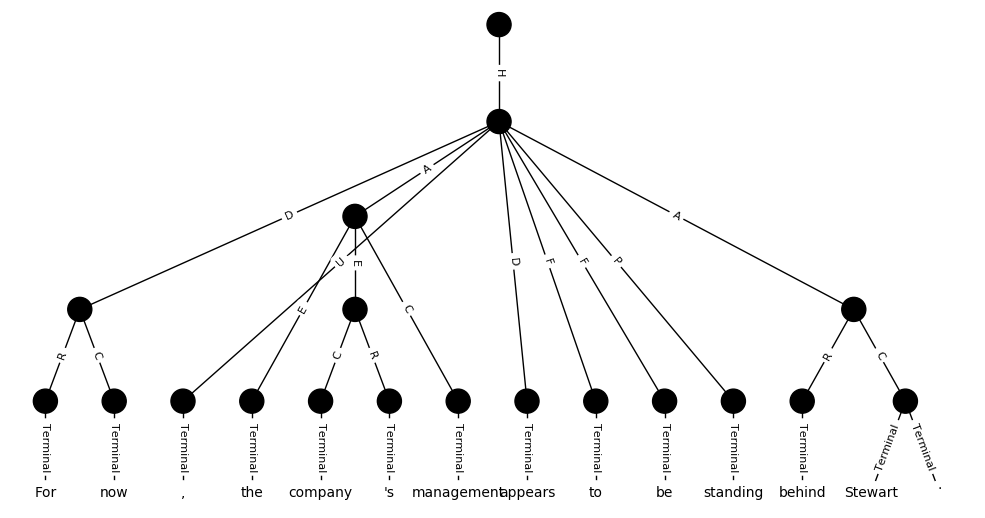 H
A
D
A
U
E
D
F
F
P
E
C
R
C
C
R
R
C
Terminal Terminal Terminal Terminal Terminal Terminal Terminal Terminal Terminal Terminal Terminal Terminal Terminal Terminal
For now , the company 's management appears to be standing behind Stewart .